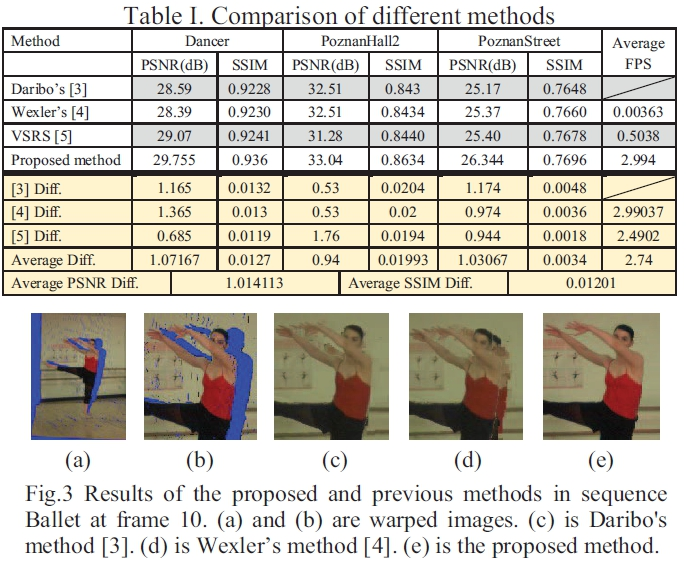 Table I. Comparison of different methods
Method Dancer PoznanHall2 PoznanStreet Average FPS
PSNR(dB) SSIM PSNR(dB) SSIM PSNR(dB) SSIM
Daribo's [3] 28.59 0.9228 32.51 0.843 25.17 0.7648
Wexler's [4] 28.39 0.9230 32.51 0.8434 25.37 0.7660 0.00363
VSRS [5] 29.07 0.9241 31.28 0.8440 25.40 0.7678 0.5038
Proposed method 29.755 0.936 33.04 0.8634 26.344 0.7696 2.994
[3] Diff. 1.165 0.0132 0.53 0.0204 1.174 0.0048
[4] Diff. 1.365 0.013 0.53 0.02 0.974 0.0036 2.99037
[5] Diff. 0.685 0.0119 1.76 0.0194 0.944 0.0018 2.4902
Average Diff. 1.07167 0.0127 0.94 0.01993 1.03067 0.0034 2.74
Average PSNR Diff. 1.014113 Average SSIM Diff. 0.01201
(a) (b) (c) (d) (e)
Fig.3 Results of the proposed and previous methods in sequence
Ballet at frame 10. (a) and (b) are warped images. (c) is Daribo's
method [3]. (d) is Wexler's method [4]. (e) is the proposed method.